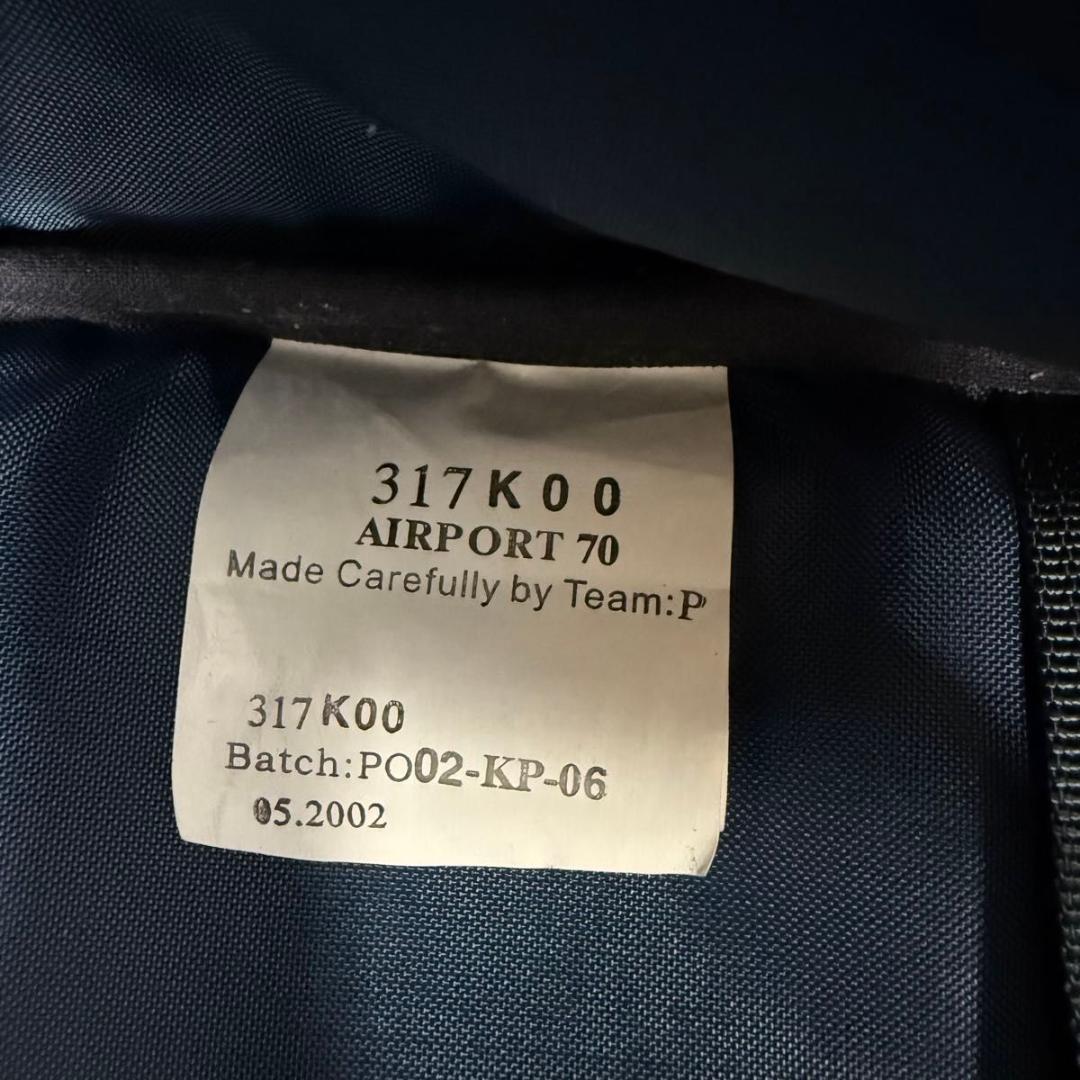 317K00
AIRPORT 70
Made Carefully by Team:P
317K00
Batch:PO02-KP-06
05.2002